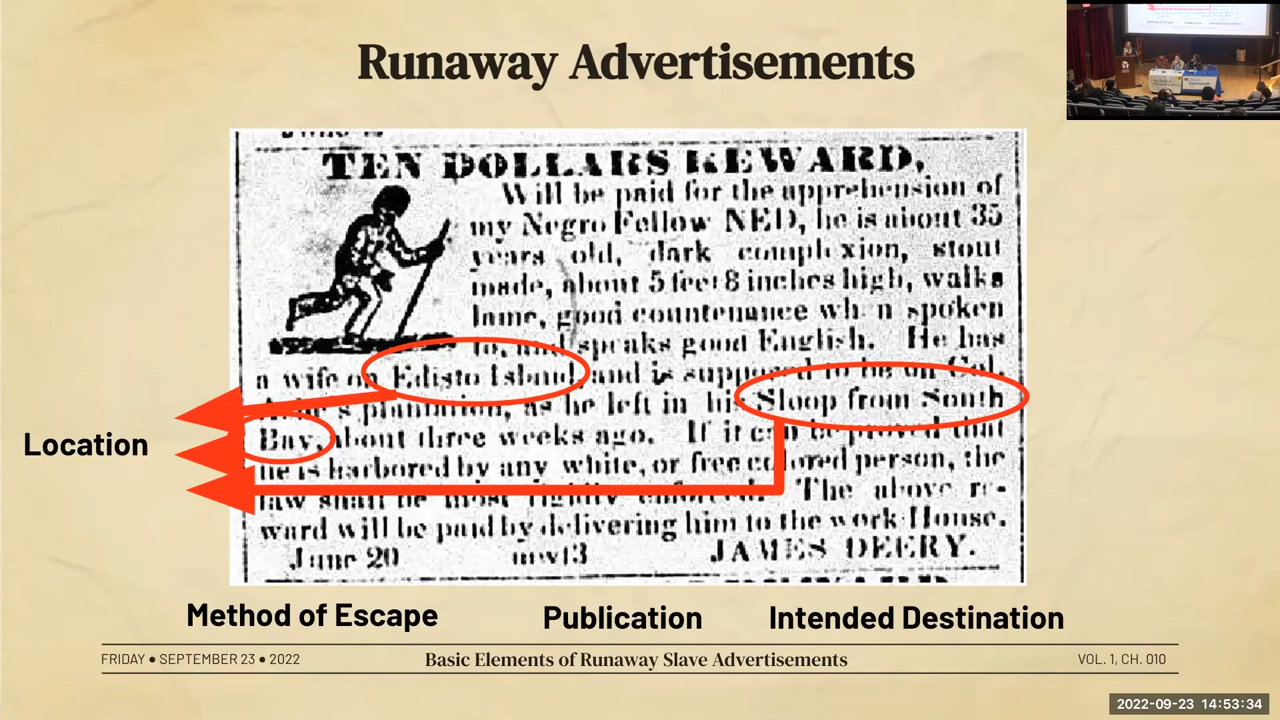 Runaway Advertisements
TEN DOLLARS REWARD,
Will be paid for the apprehension of
my Negro Fellow NED, he is about 35
years old, dark complexion, stout
made, about 5 feet 8 inches high, walks
lame, good countenance when spoken
to, and speaks good English. He has
a wife on Edisto Island, and is supposed to be on Col.
plantation, as he left in his Sloop from South
Bay, about three weeks ago. If it can be proved that
he is harbored by any white, or free colored person, the
law shall be most rigidly enforced. The above re-
ward will be paid by delivering him to the work House.
June 20 JAMES DEERY.
Location
Method of Escape
Publication
Intended Destination
FRIDAY • SEPTEMBER 23 • 2022
Basic Elements of Runaway Slave Advertisements
VOL. 1, CH. 010
2022-09-23 14:53:34